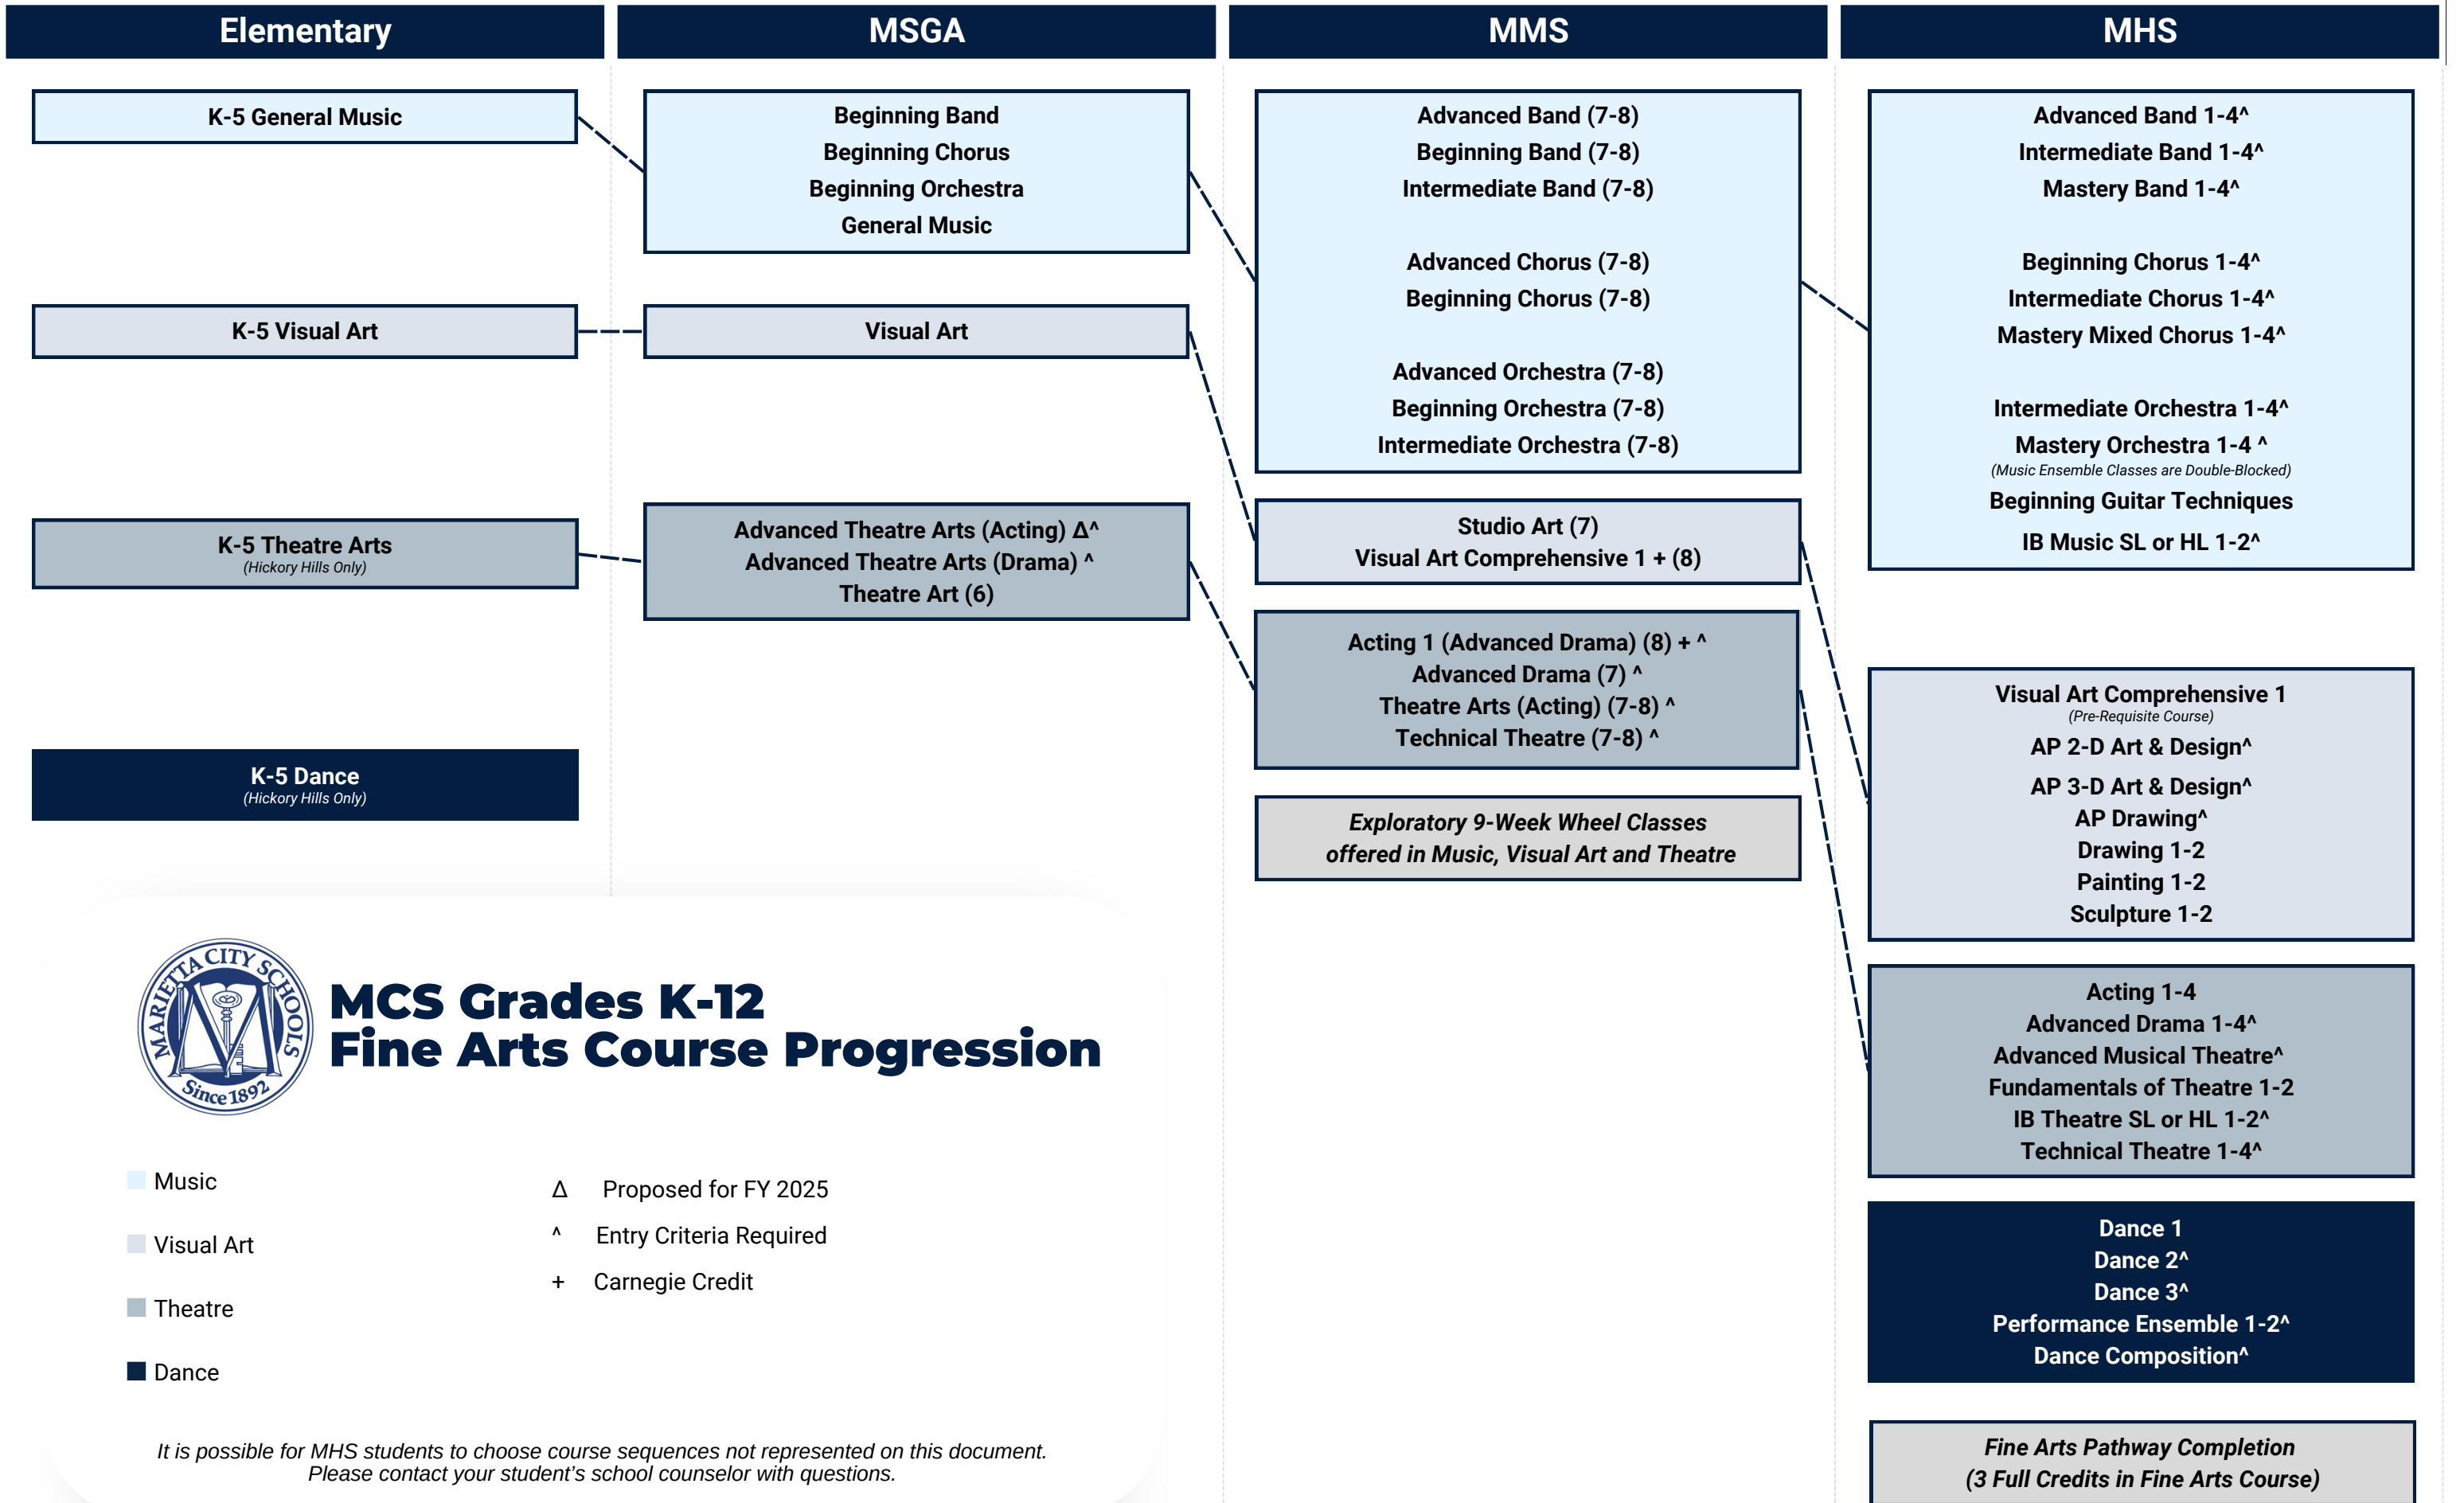 Elementary
MSGA
MMS
MHS
K-5 General Music
K-5 Visual Art
K-5 Theatre Arts
(Hickory Hills Only)
K-5 Dance
(Hickory Hills Only)
Beginning Band
Beginning Chorus
Beginning Orchestra
General Music
Visual Art
Advanced Theatre Arts (Acting) Δ^
Advanced Theatre Arts (Drama) ^
Theatre Art (6)
Advanced Band (7-8)
Beginning Band (7-8)
Intermediate Band (7-8)
Advanced Chorus (7-8)
Beginning Chorus (7-8)
Advanced Orchestra (7-8)
Beginning Orchestra (7-8)
Intermediate Orchestra (7-8)
Studio Art (7)
Visual Art Comprehensive 1 + (8)
Acting 1 (Advanced Drama) (8) + ^
Advanced Drama (7) ^
Theatre Arts (Acting) (7-8) ^
Technical Theatre (7-8) ^
Exploratory 9-Week Wheel Classes
offered in Music, Visual Art and Theatre
Advanced Band 1-4^
Intermediate Band 1-4^
Mastery Band 1-4^
Beginning Chorus 1-4^
Intermediate Chorus 1-4^
Mastery Mixed Chorus 1-4^
Intermediate Orchestra 1-4^
Mastery Orchestra 1-4 ^
(Music Ensemble Classes are Double-Blocked)
Beginning Guitar Techniques
IB Music SL or HL 1-2^
Visual Art Comprehensive 1
(Pre-Requisite Course)
AP 2-D Art & Design^
AP 3-D Art & Design^
AP Drawing^
Drawing 1-2
Painting 1-2
Sculpture 1-2
Acting 1-4
Advanced Drama 1-4^
Advanced Musical Theatre^
Fundamentals of Theatre 1-2
IB Theatre SL or HL 1-2^
Technical Theatre 1-4^
Dance 1
Dance 2^
Dance 3^
Performance Ensemble 1-2^
Dance Composition^
Fine Arts Pathway Completion
(3 Full Credits in Fine Arts Course)
MARIETTA CITY SCHOOLS
Since 1892
MCS Grades K-12
Fine Arts Course Progression
Music
Visual Art
Theatre
Dance
Δ Proposed for FY 2025
^ Entry Criteria Required
+ Carnegie Credit
It is possible for MHS students to choose course sequences not represented on this document.
Please contact your student's school counselor with questions.